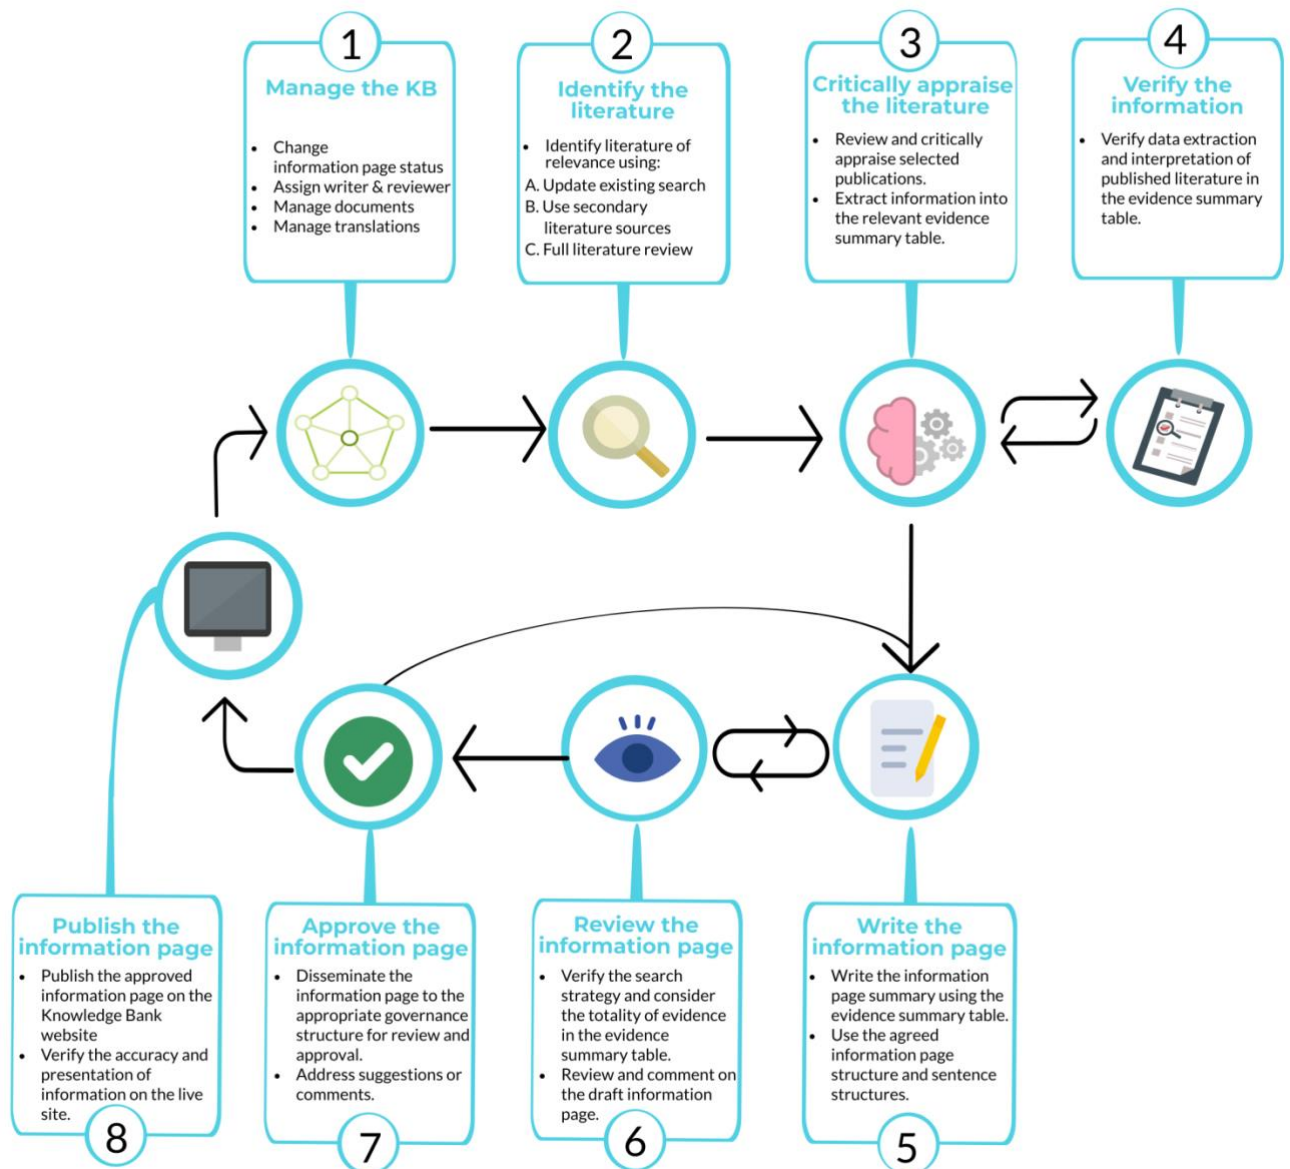 1
Manage the KB
• Change
information page status
• Assign writer & reviewer
• Manage documents
• Manage translations
2
Identify the
literature
• Identify literature of
relevance using:
A. Update existing search
B. Use secondary
literature sources
C. Full literature review
3
Critically appraise
the literature
• Review and critically
appraise selected
publications.
• Extract information into
the relevant evidence
summary table.
4
Verify the
information
• Verify data extraction
and interpretation of
published literature in
the evidence summary
table.
Publish the
information page
• Publish the approved
information page on the
Knowledge Bank
website
• Verify the accuracy and
presentation of
information on the live
site.
8
Approve the
information page
• Disseminate the
information page to the
appropriate governance
structure for review and
approval.
• Address suggestions or
comments.
7
Review the
information page
• Verify the search
strategy and consider
the totality of evidence
in the evidence
summary table.
• Review and comment on
the draft information
page.
6
Write the
information page
• Write the information
page summary using the
evidence summary table.
• Use the agreed
information page
structure and sentence
structures.
5